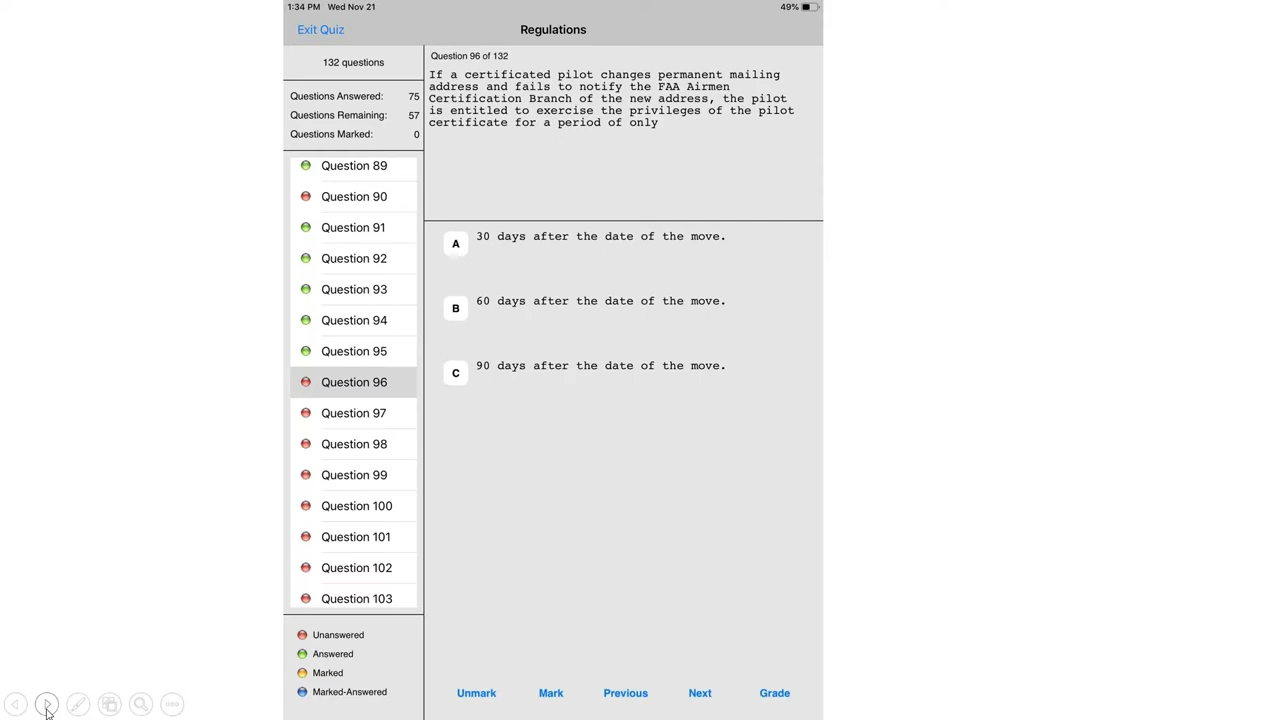 1:34 PM Wed Nov 21
49%
Exit Quiz
Regulations
132 questions
Questions Answered: 75
Questions Remaining: 57
Questions Marked: 0
Question 89
Question 90
Question 91
Question 92
Question 93
Question 94
Question 95
Question 96
Question 97
Question 98
Question 99
Question 100
Question 101
Question 102
Question 103
Unanswered
Answered
Marked
Marked-Answered
Question 96 of 132
If a certificated pilot changes permanent mailing
address and fails to notify the FAA Airmen
Certification Branch of the new address, the pilot
is entitled to exercise the privileges of the pilot
certificate for a period of only
A 30 days after the date of the move.
B 60 days after the date of the move.
C 90 days after the date of the move.
Unmark Mark Previous Next Grade